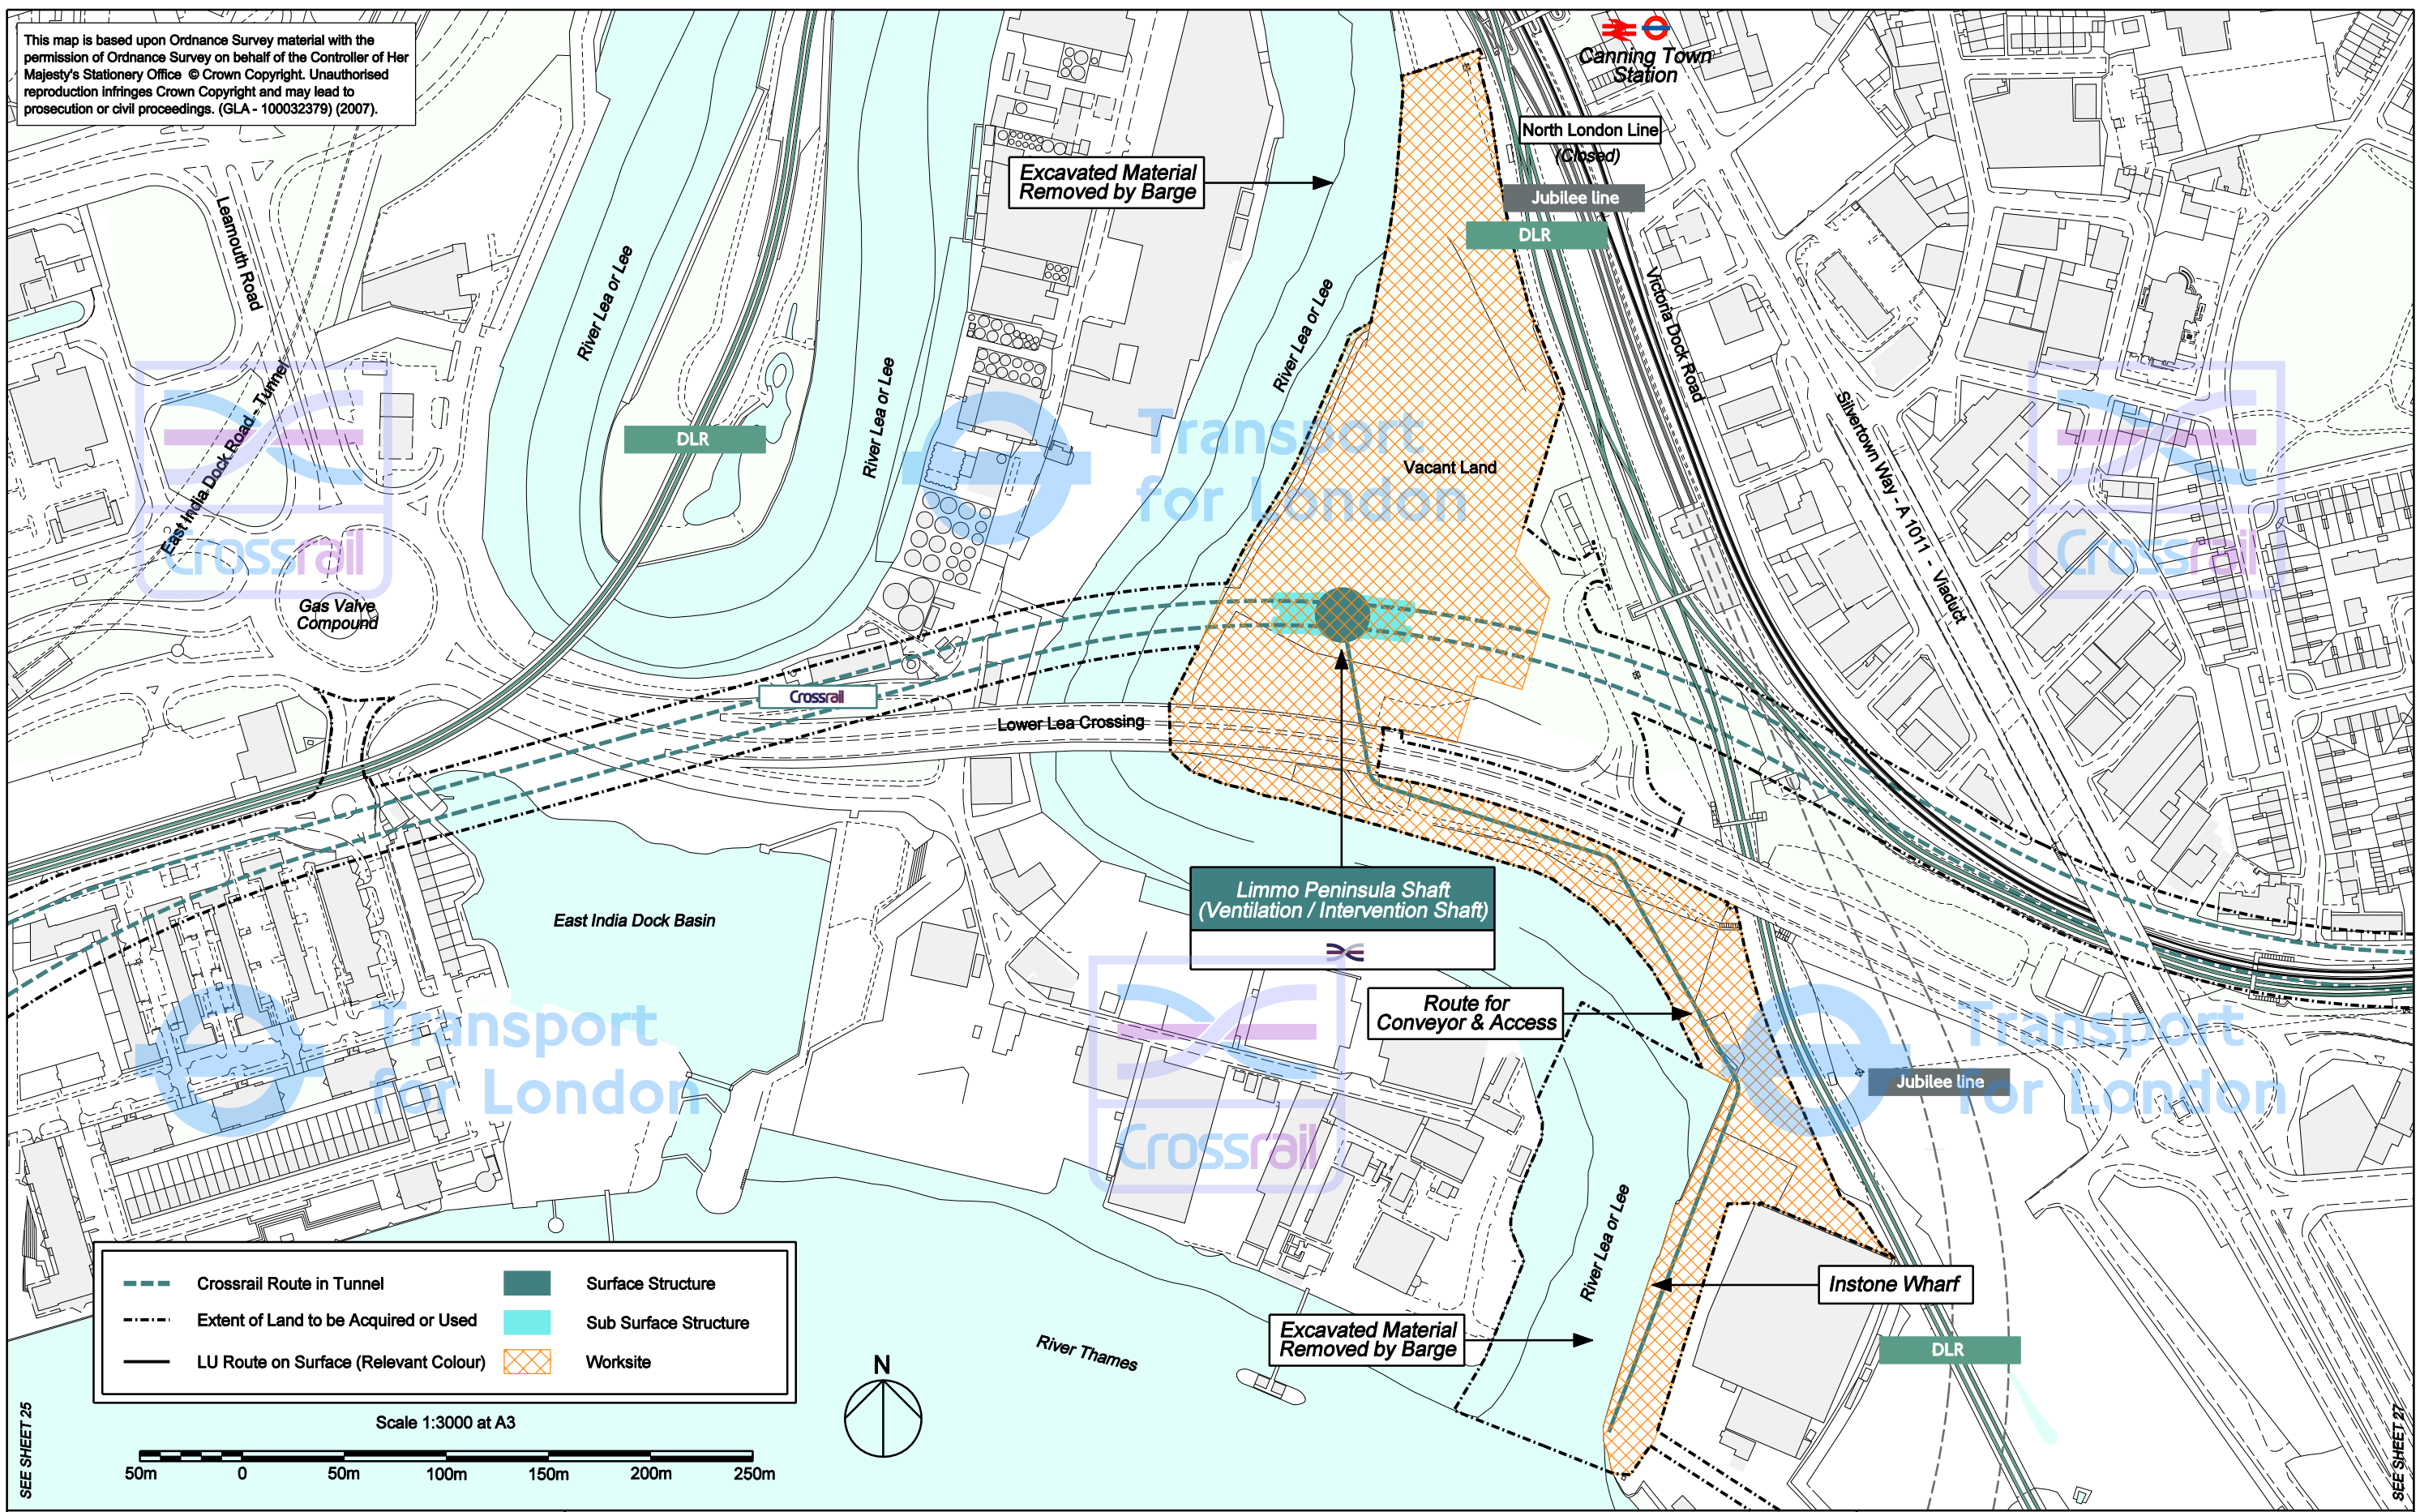 This map is based upon Ordnance Survey material with the
permission of Ordnance Survey on behalf of the Controller of Her
Majesty's Stationery Office © Crown Copyright. Unauthorised
reproduction infringes Crown Copyright and may lead to
prosecution or civil proceedings. (GLA - 100032379) (2007).
Canning Town
Station
North London Line
(Closed)
Jubilee line
DLR
Excavated Material
Removed by Barge
Leamouth Road
River Lea or Lee
River Lea or Lee
River Lea or Lee
Victoria Dock Road
Silvertown Way - A 1011 - Viaduct
East India Dock Road - Tunnel
DLR
Vacant Land
Crossrail
Transport
for London
Crossrail
Gas Valve
Compound
Crossrail
Lower Lea Crossing
Limmo Peninsula Shaft
(Ventilation / Intervention Shaft)
East India Dock Basin
Route for
Conveyor & Access
Transport
for London
Crossrail
Transport
for London
Jubilee line
River Lea or Lee
Instone Wharf
Excavated Material
Removed by Barge
DLR
River Thames
Crossrail Route in Tunnel
Extent of Land to be Acquired or Used
LU Route on Surface (Relevant Colour)
Surface Structure
Sub Surface Structure
Worksite
N
Scale 1:3000 at A3
50m 0 50m 100m 150m 200m 250m
SEE SHEET 25
SEE SHEET 27